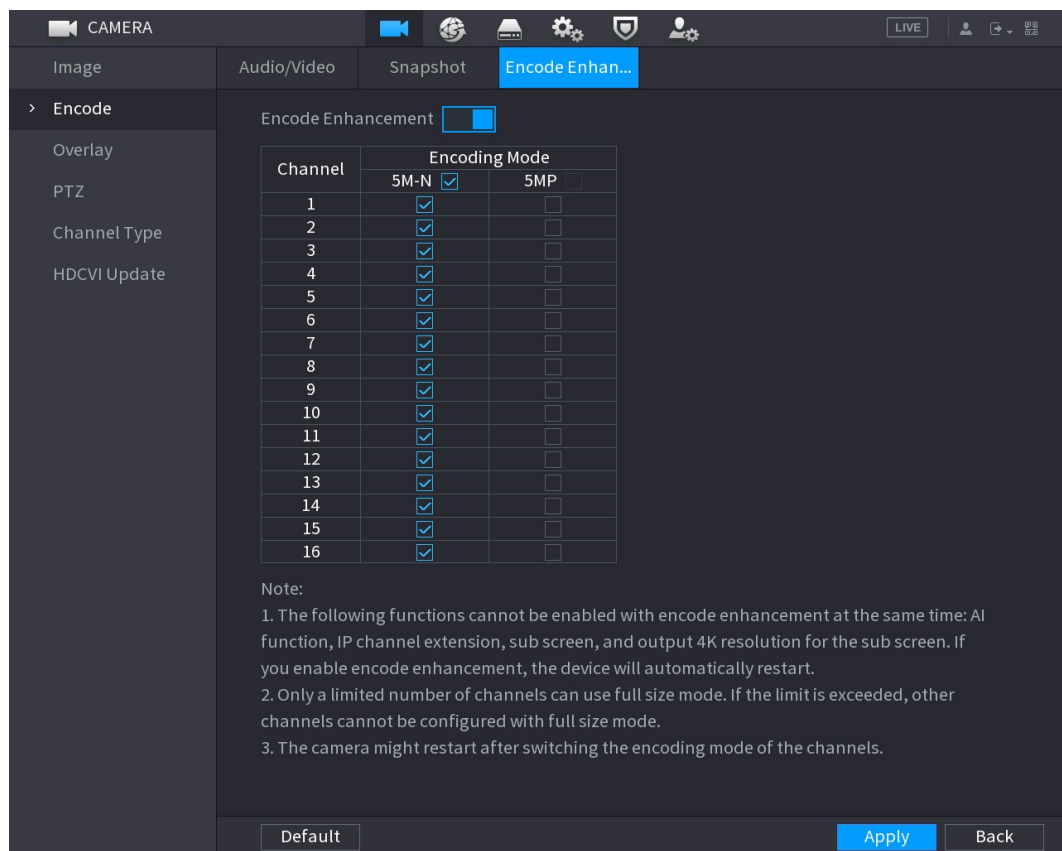 CAMERA
LIVE
Image
Audio/Video Snapshot Encode Enhan...
Encode
Encode Enhancement
Overlay
Channel Encoding Mode
5M-N 5MP
PTZ
1
2
Channel Type
3
4
HDCVI Update
5
6
7
8
9
10
11
12
13
14
15
16
Note:
1. The following functions cannot be enabled with encode enhancement at the same time: AI
function, IP channel extension, sub screen, and output 4K resolution for the sub screen. If
you enable encode enhancement, the device will automatically restart.
2. Only a limited number of channels can use full size mode. If the limit is exceeded, other
channels cannot be configured with full size mode.
3. The camera might restart after switching the encoding mode of the channels.
Default Apply Back